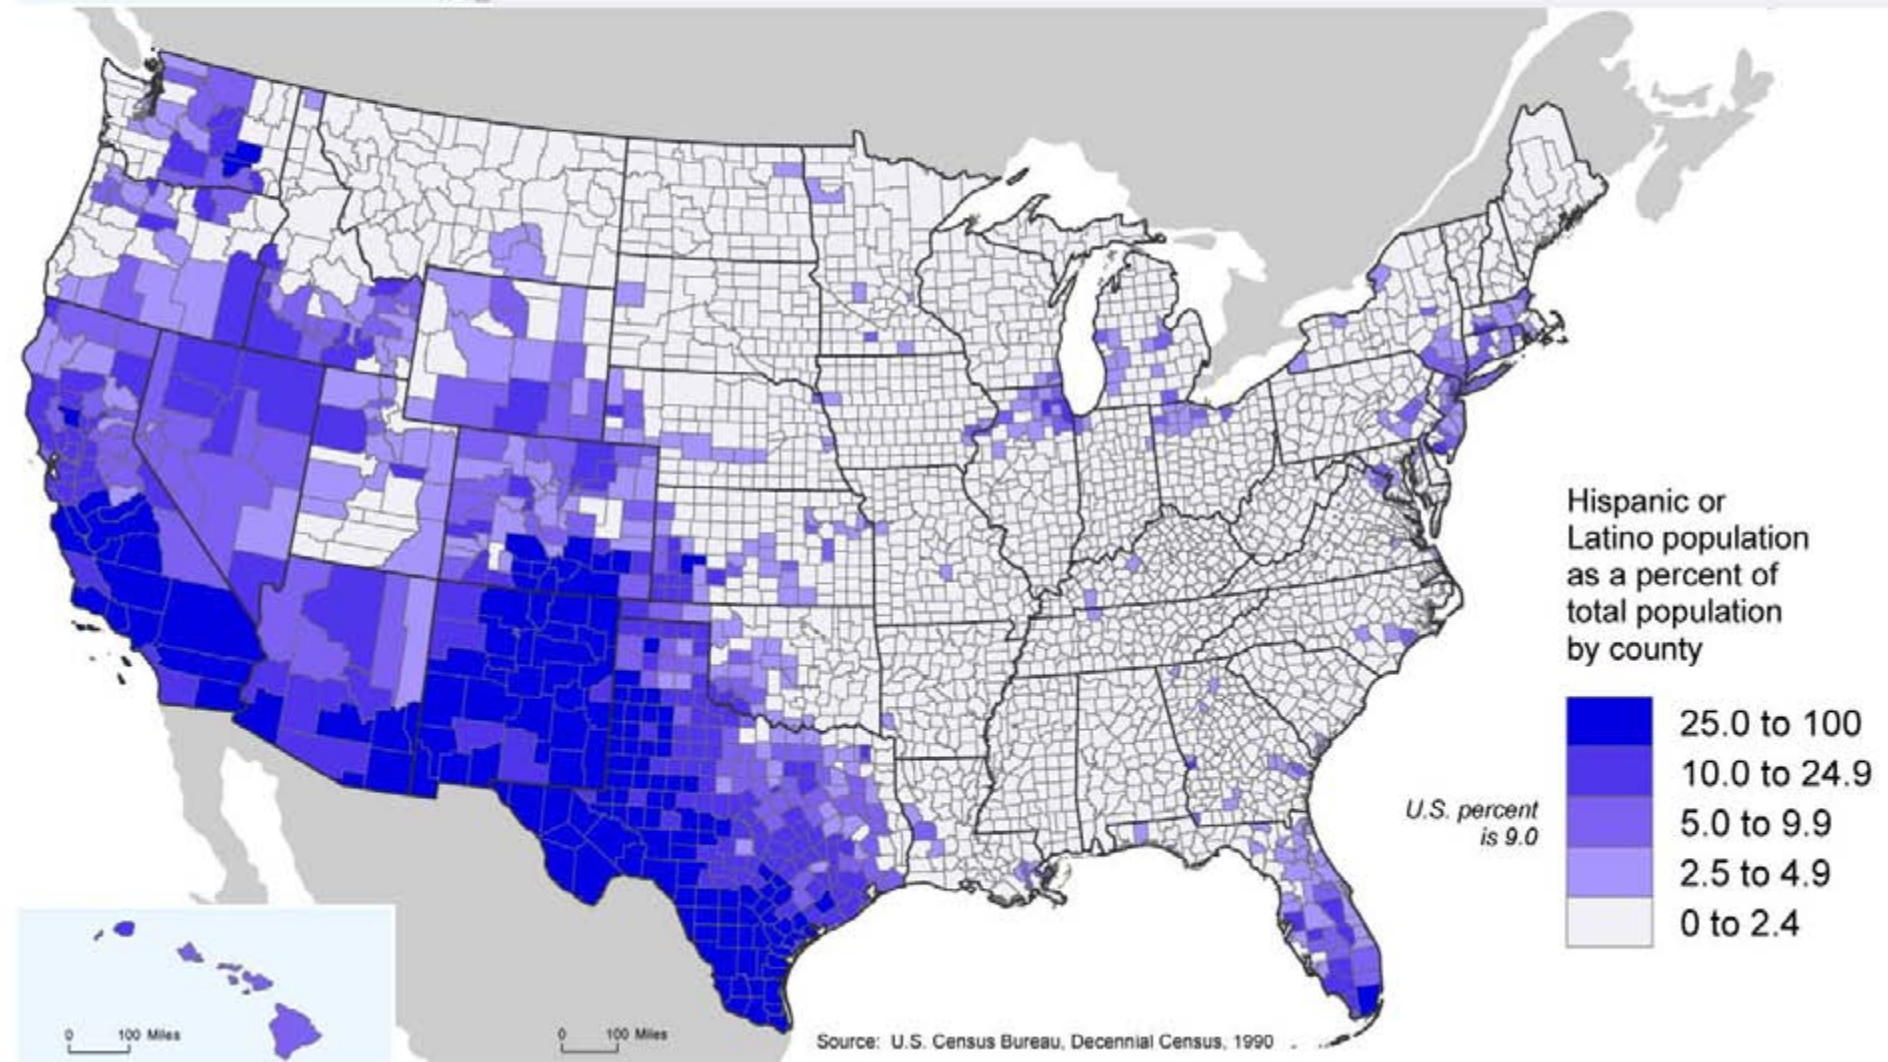 Hispanic or
Latino population
as a percent of
total population
by county
25.0 to 100
10.0 to 24.9
5.0 to 9.9
2.5 to 4.9
0 to 2.4
U.S. percent
is 9.0
0 100 Miles
0 100 Miles
Source: U.S. Census Bureau, Decennial Census, 1990